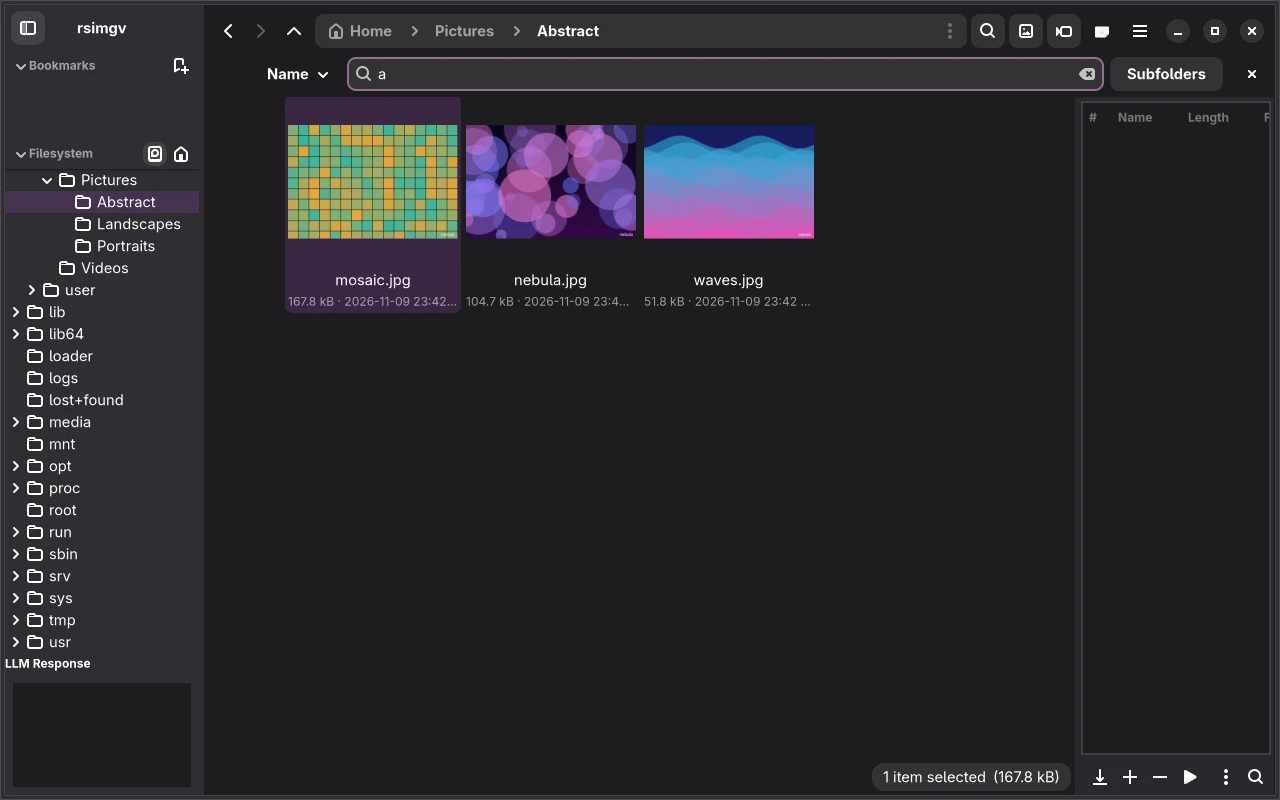 rsimgv
Home
Pictures
Abstract
Bookmarks
Name
a
Subfolders
Filesystem
Pictures
Abstract
Landscapes
Portraits
Videos
user
lib
lib64
loader
logs
lost+found
media
mnt
opt
proc
root
run
sbin
srv
sys
tmp
usr
LLM Response
mosaic.jpg
167.8 kB · 2026-11-09 23:42...
nebula.jpg
104.7 kB · 2026-11-09 23:4...
waves.jpg
51.8 kB · 2026-11-09 23:42 ...
# Name Length
1 item selected (167.8 kB)